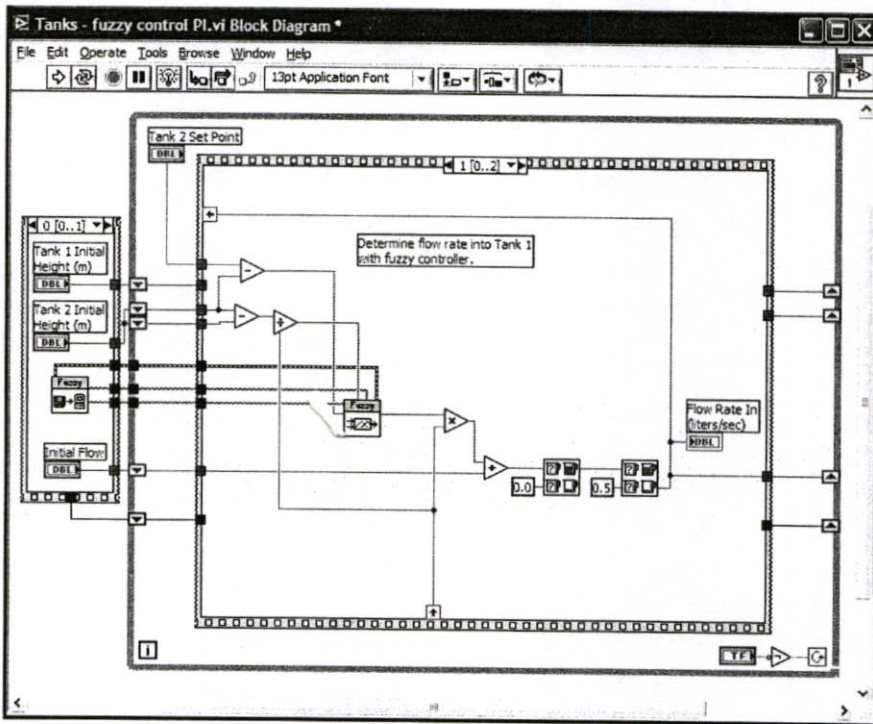 Tanks - fuzzy control PI.vi Block Diagram *
File Edit Operate Tools Browse Window Help
13pt Application Font
?
1
Tank 2 Set Point
DBL
1 [0..2]
0 [0..1]
Tank 1 Initial
Height (m)
DBL
Determine flow rate into Tank 1
with fuzzy controller.
Tank 2 Initial
Height (m)
DBL
Fuzzy
Fuzzy
Flow Rate In
(liters/sec)
DBL
Initial Flow
DBL
0.0
0.5
i
TF